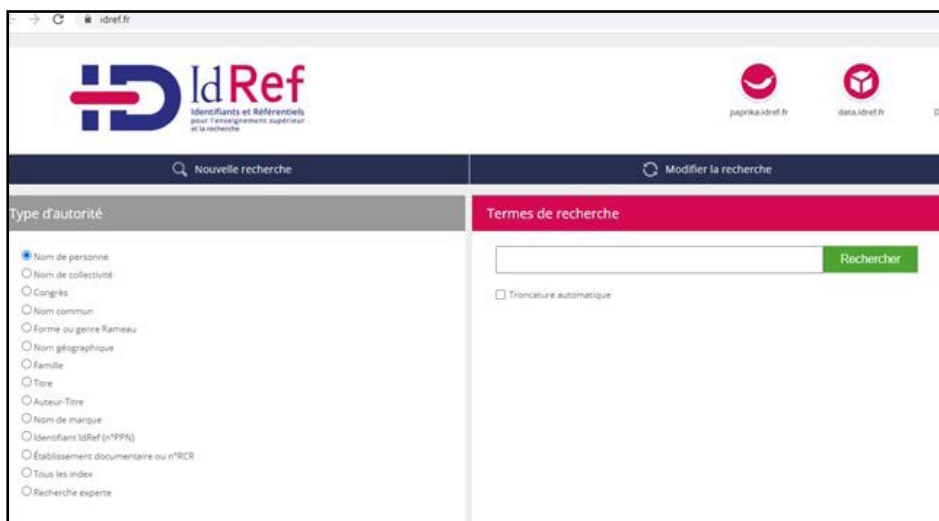 idref.fr
IdRef
Identifiants et Référentiels
pour l'enseignement supérieur
et la recherche
paprika.idref.fr
data.idref.fr
Nouvelle recherche
Modifier la recherche
Type d'autorité
Termes de recherche
Nom de personne
Nom de collectivité
Congrès
Nom commun
Forme ou genre Rameau
Nom géographique
Famille
Titre
Auteur-Titre
Nom de marque
Identifiant IdRef (n°PPN)
Établissement documentaire ou n°RCR
Tous les index
Recherche experte
Rechercher
Troncature automatique